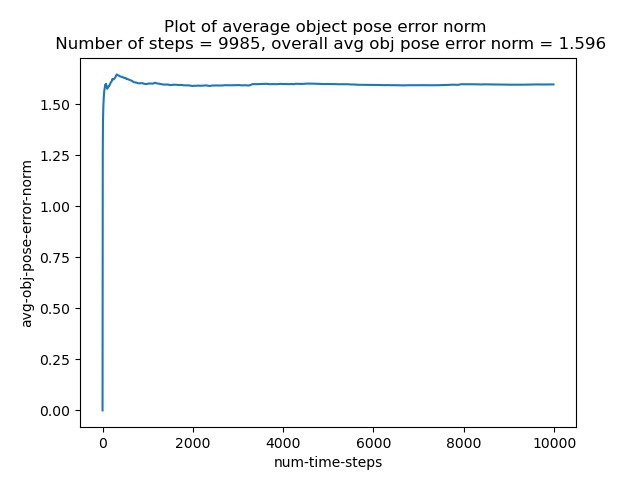 Plot of average object pose error norm
Number of steps = 9985, overall avg obj pose error norm = 1.596
1.50
1.25
1.00
0.75
0.50
0.25
0.00
avg-obj-pose-error-norm
0 2000 4000 6000 8000 10000
num-time-steps